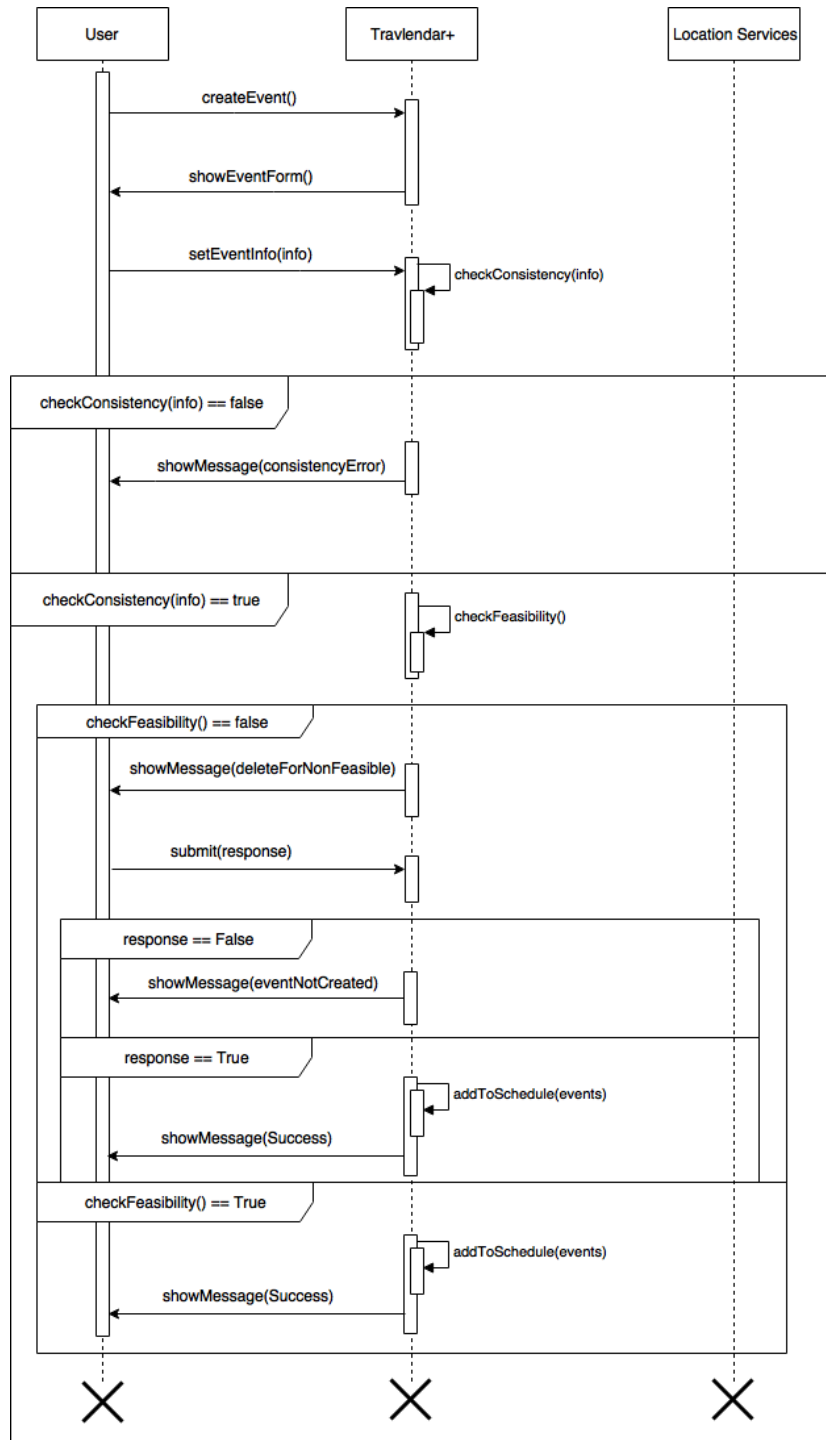 User
Travlendar+
Location Services
createEvent()
showEventForm()
setEventInfo(info)
checkConsistency(info)
checkConsistency(info) == false
showMessage(consistencyError)
checkConsistency(info) == true
checkFeasibility()
checkFeasibility() == false
showMessage(deleteForNonFeasible)
submit(response)
response == False
showMessage(eventNotCreated)
response == True
addToSchedule(events)
showMessage(Success)
checkFeasibility() == True
addToSchedule(events)
showMessage(Success)